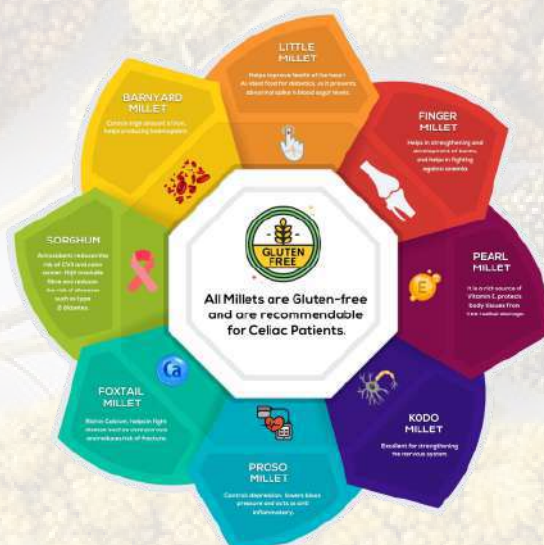 LITTLE
MILLET
Helps improve health of the heart.
An ideal food for diabetics, as it prevents
abnormal spike in blood sugar levels.
FINGER
MILLET
Helps in strengthening and
development of bones,
and helps in fighting
against anemia.
PEARL
MILLET
It is a rich source of
Vitamin E, protects
body tissues from
free radical damage.
E
KODO
MILLET
Excellent for strengthening
the nervous system.
PROSO
MILLET
Controls depression, lowers blood
pressure and acts as anti
inflammatory.
FOXTAIL
MILLET
Ca
Rich in Calcium, helps in fight
and reduces risk of fracture.
SORGHUM
Antioxidants reduces the
risk of CVD and
cancer. High
fibre and reduces
the risk of diseases
such as type
2 diabetes.
BARNYARD
MILLET
Contain high amount of iron,
helps producing haemoglobin.
GLUTEN
FREE
All Millets are Gluten-free
and are recommendable
for Celiac Patients.